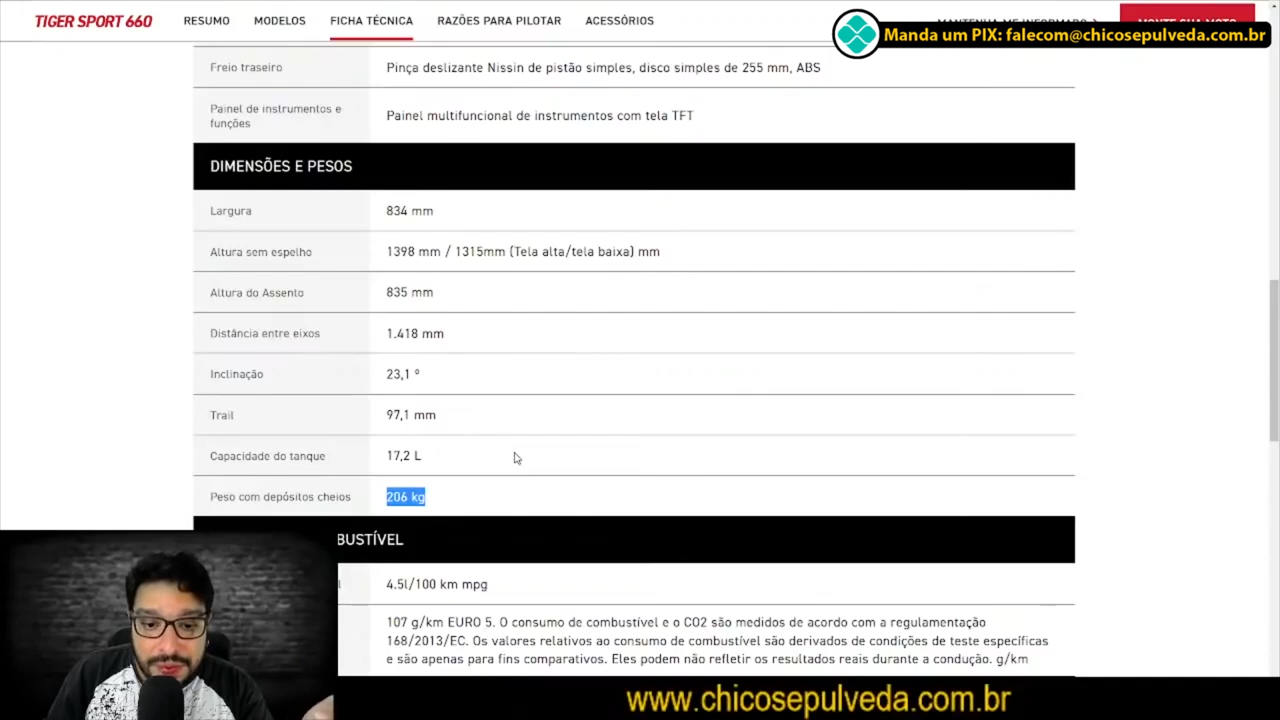 TIGER SPORT 660 RESUMO MODELOS FICHA TÉCNICA RAZÕES PARA PILOTAR ACESSÓRIOS
Manda um PIX: falecom@chicosepulveda.com.br
Freio traseiro Pinça deslizante Nissin de pistão simples, disco simples de 255 mm, ABS
Painel de instrumentos e
funções
Painel multifuncional de instrumentos com tela TFT
DIMENSÕES E PESOS
Largura 834 mm
Altura sem espelho 1398 mm / 1315mm (Tela alta/tela baixa) mm
Altura do Assento 835 mm
Distância entre eixos 1.418 mm
Inclinação 23,1 º
Trail 97,1 mm
Capacidade do tanque 17,2 L
Peso com depósitos cheios 206 kg
BUSTÍVEL
4.5l/100 km mpg
107 g/km EURO 5. O consumo de combustível e o CO2 são medidos de acordo com a regulamentação
168/2013/EC. Os valores relativos ao consumo de combustível são derivados de condições de teste específicas
e são apenas para fins comparativos. Eles podem não refletir os resultados reais durante a condução. g/km
www.chicosepulveda.com.br